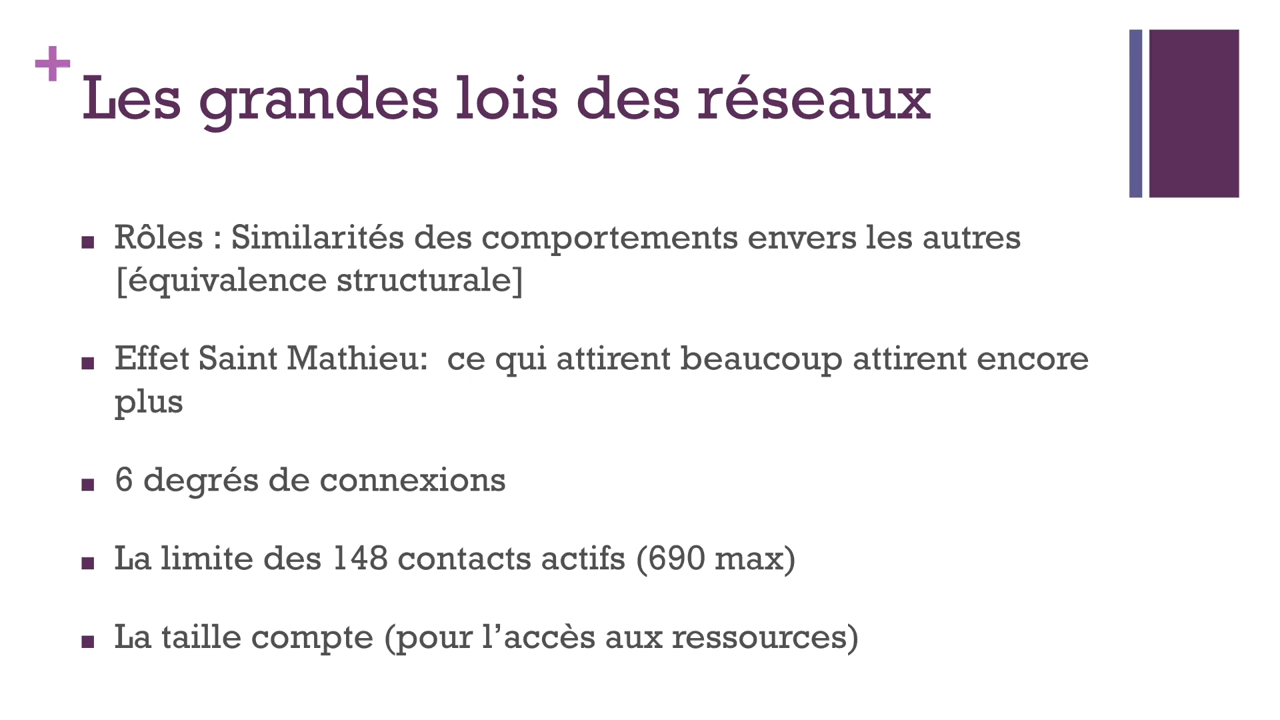 +
Les grandes lois des réseaux
■ Rôles : Similarités des comportements envers les autres
[équivalence structurale]
■ Effet Saint Mathieu:  ce qui attirent beaucoup attirent encore
plus
■ 6 degrés de connexions
■ La limite des 148 contacts actifs (690 max)
■ La taille compte (pour l’accès aux ressources)